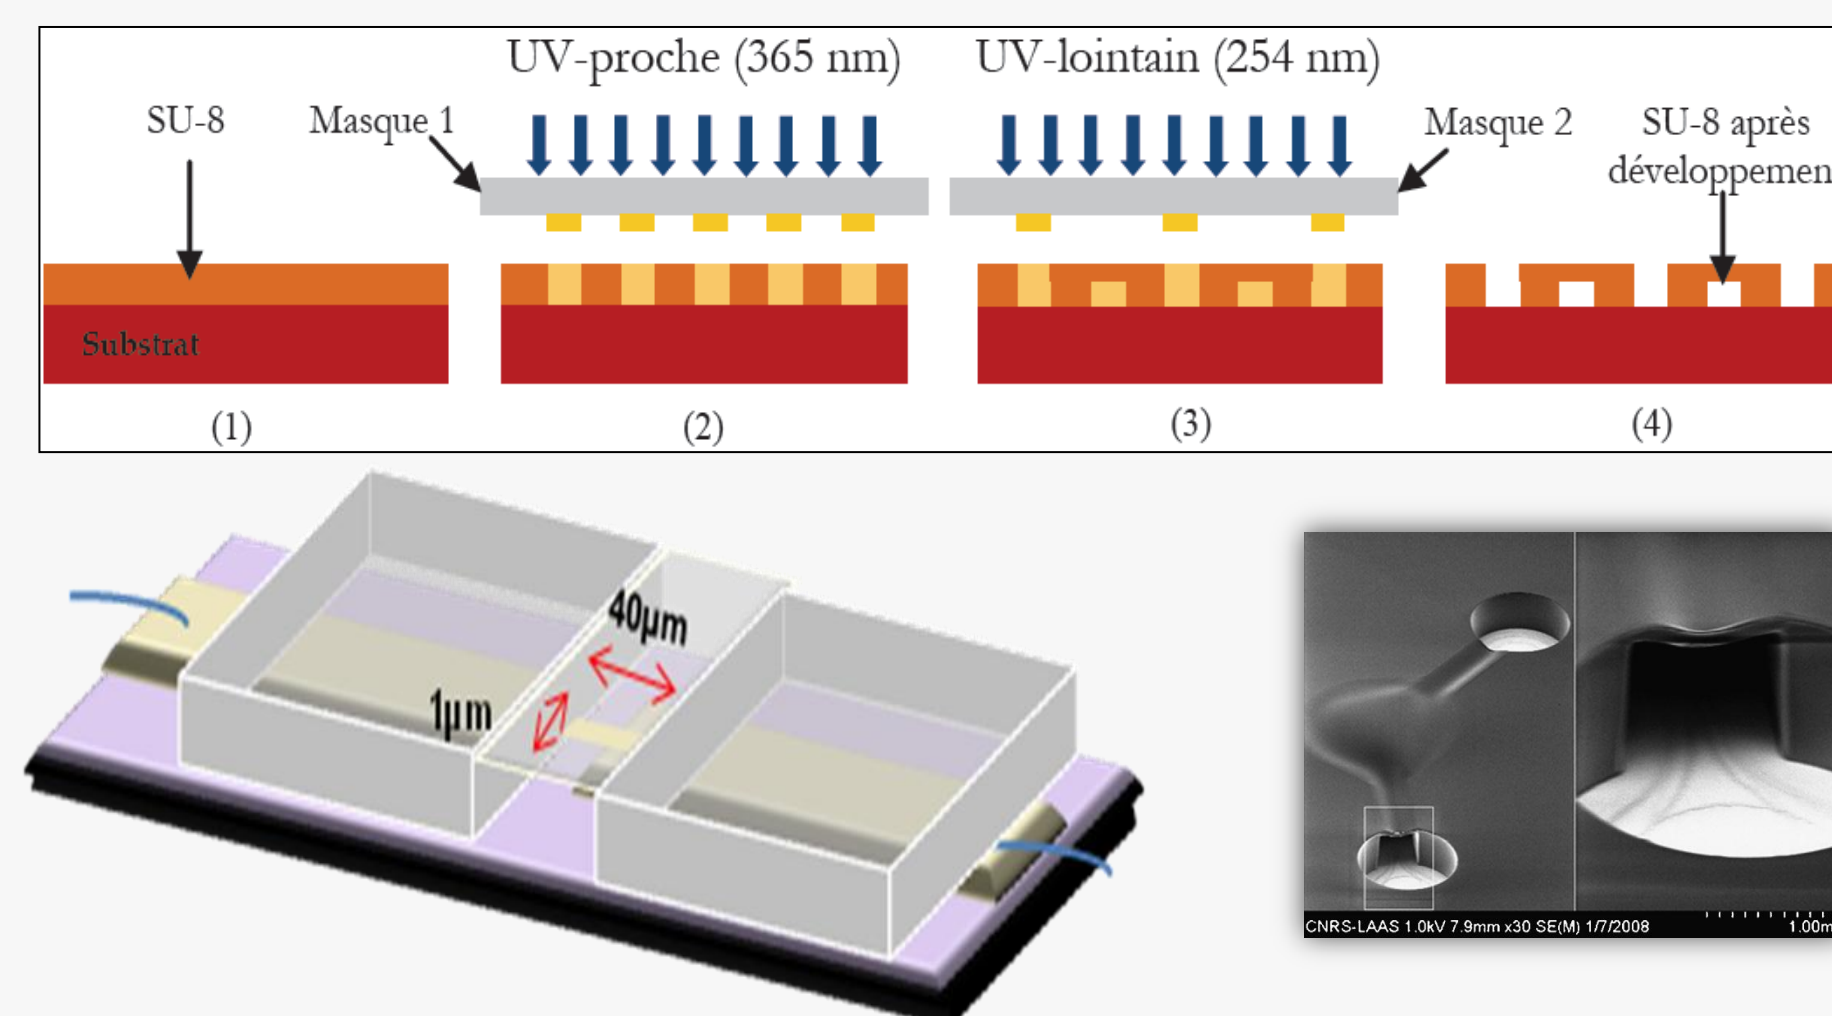 UV-proche (365 nm)
UV-lointain (254 nm)
SU-8
Masque 1
Masque 2
SU-8 après
développemen
Substrat
(1)
(2)
(3)
(4)
40µm
1µm
CNRS-LAAS 1.0kV 7.9mm x30 SE(M) 1/7/2008
1.00m